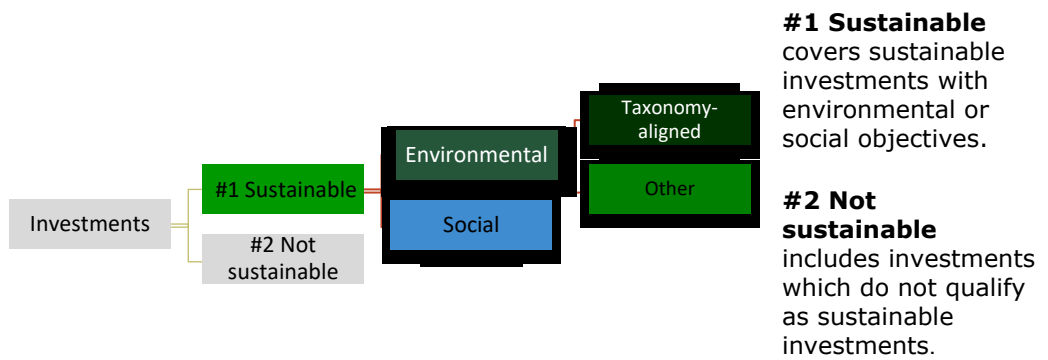 Investments
#1 Sustainable
#2 Not
sustainable
Environmental
Social
Taxonomy-
aligned
Other
#1 Sustainable
covers sustainable
investments with
environmental or
social objectives.
#2 Not
sustainable
includes investments
which do not qualify
as sustainable
investments.